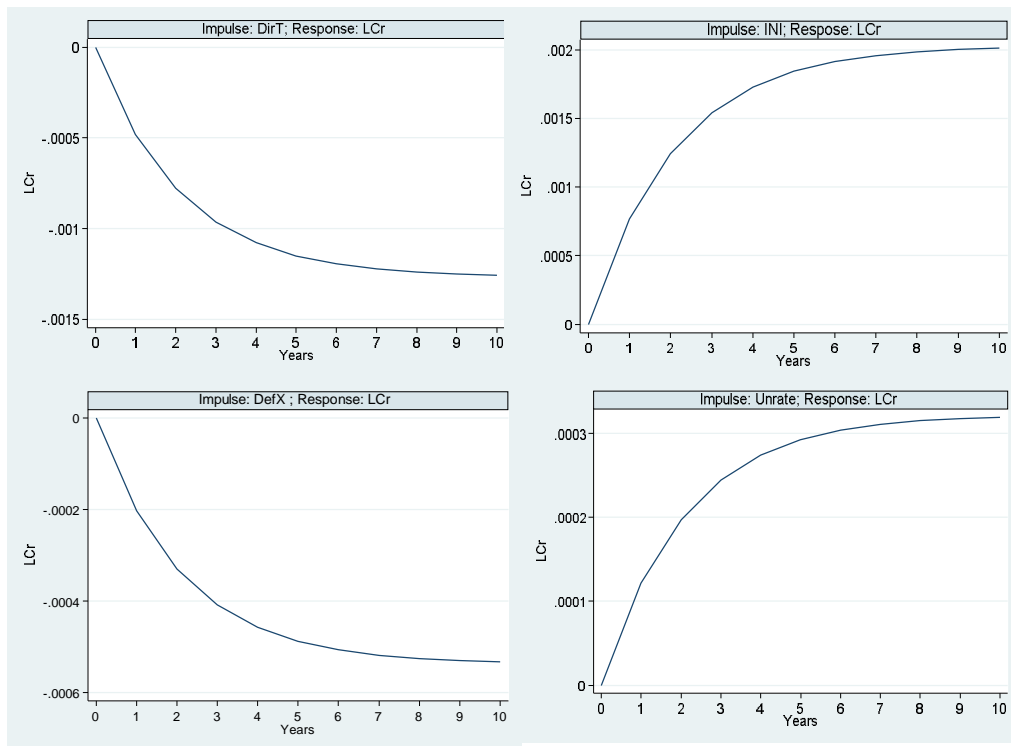 Impulse: DirT; Response: LCr
0
-.0005
-.001
-.0015
LCr
0 1 2 3 4 5 6 7 8 9 10
Years
Impulse: INI; Respose: LCr
.002
.0015
.001
.0005
0
LCr
0 1 2 3 4 5 6 7 8 9 10
Years
Impulse: DefX ; Response: LCr
0
-.0002
-.0004
-.0006
LCr
0 1 2 3 4 5 6 7 8 9 10
Years
Impulse: Unrate; Response: LCr
.0003
.0002
.0001
0
LCr
0 1 2 3 4 5 6 7 8 9 10
Years